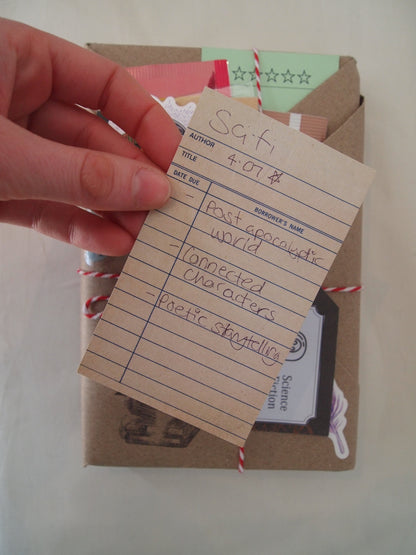 Sci fi
AUTHOR
4.07 ☆
TITLE
DATE DUE
BORROWER'S NAME
- Post apocalyptic
world
- Connected
characters
- Poetic storytelling
Science
Fiction